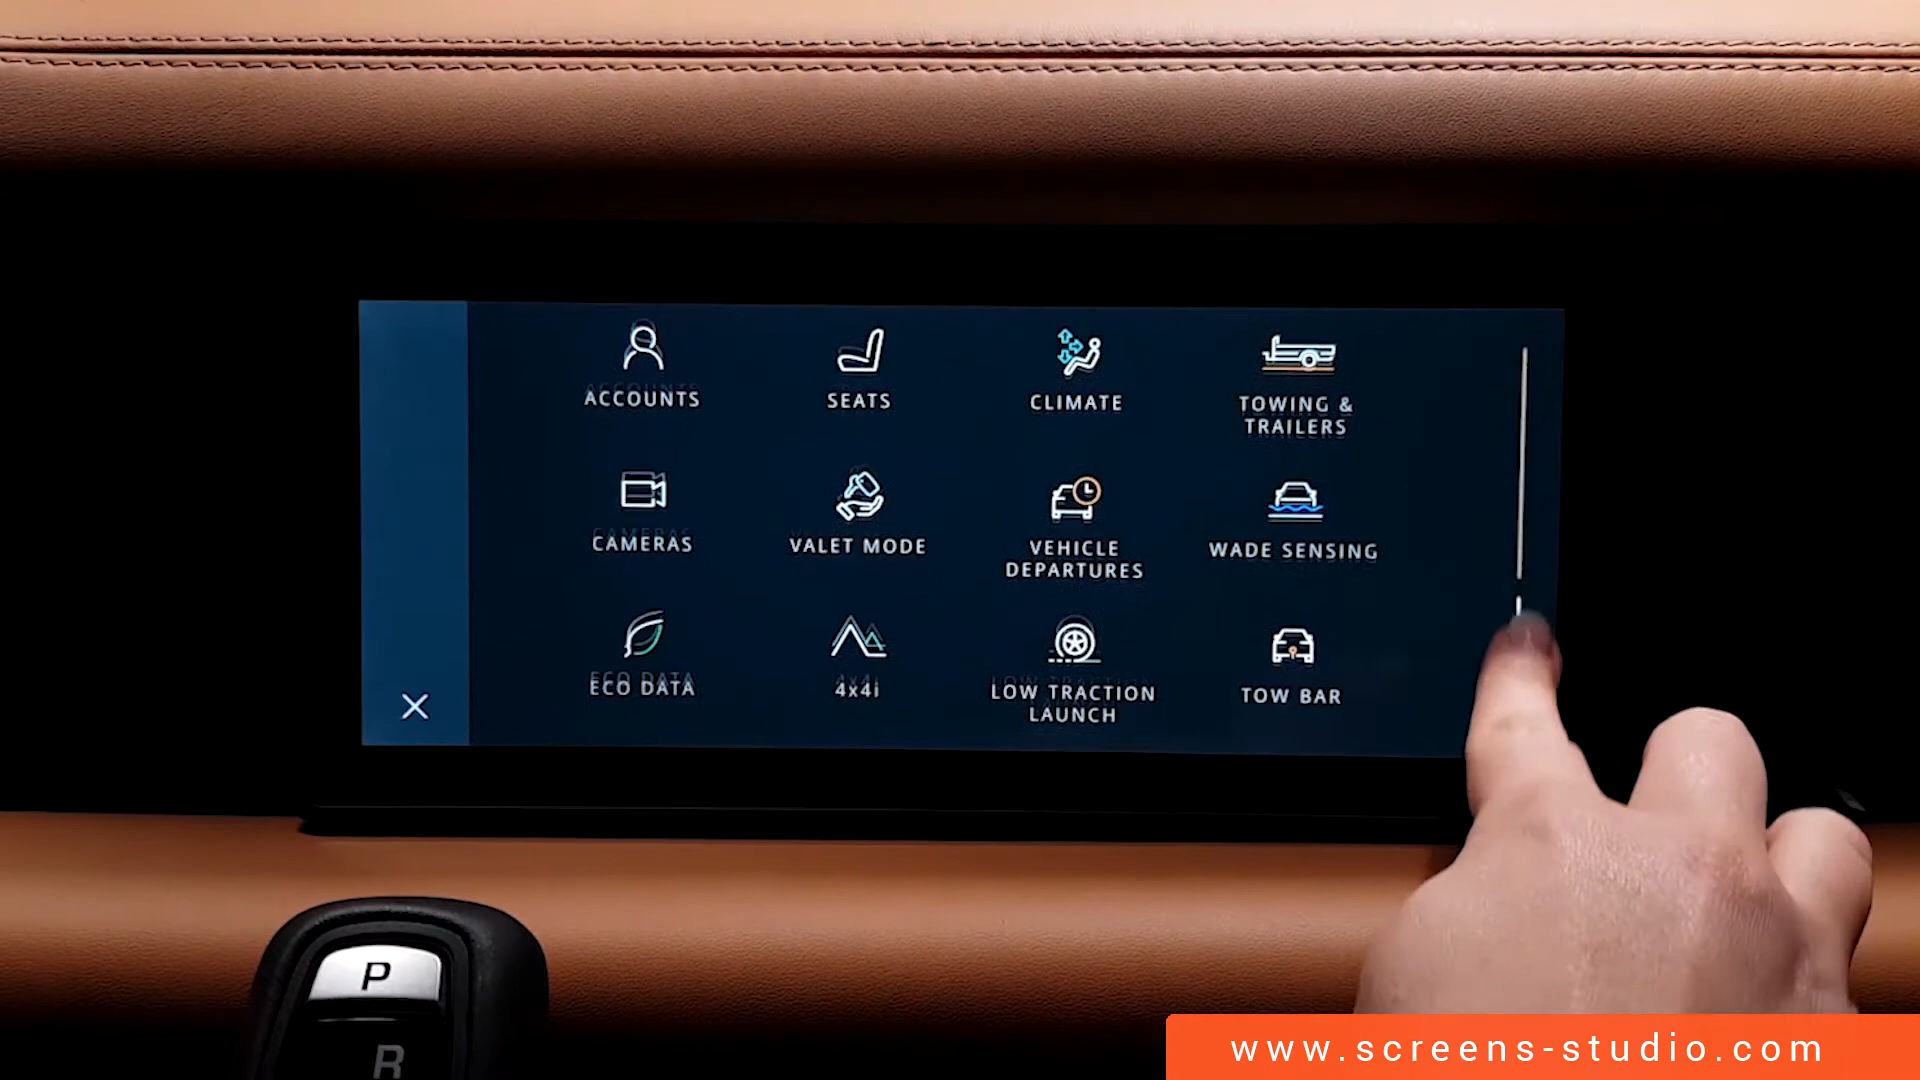 ACCOUNTS
SEATS
CLIMATE
TOWING &
TRAILERS
CAMERAS
VALET MODE
VEHICLE
DEPARTURES
WADE SENSING
ECO DATA
4x4i
LOW TRACTION
LAUNCH
TOW BAR
P
R
www.screens-studio.com